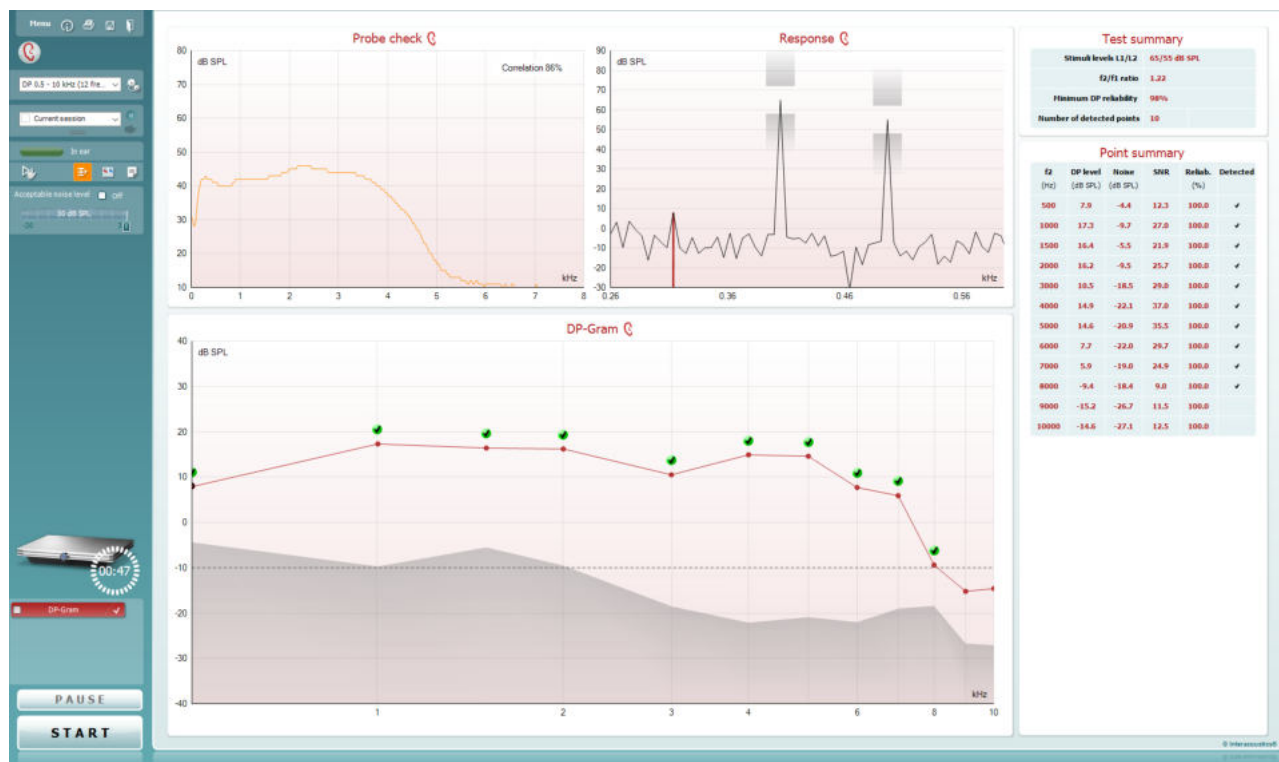 Menu
DP 0.5 - 10 kHz (12 fre...
Current session
In ear
Acceptable noise level Off
30 dB SPL
00:47
DP-Gram
PAUSE
START
Probe check
dB SPL
Correlation 86%
80
70
60
50
40
30
20
10
kHz
0 1 2 3 4 5 6 7 8
Response
dB SPL
90
80
70
60
50
40
30
20
10
0
-10
-20
-30
kHz
0.26 0.36 0.46 0.56
DP-Gram
dB SPL
40
30
20
10
0
-10
-20
-30
-40
kHz
1 2 3 4 6 8 10
Test summary
Stimuli levels L1/L2 65/55 dB SPL
f2/f1 ratio 1.22
Minimum DP reliability 98%
Number of detected points 10
Point summary
f2 DP level Noise SNR Reliab. Detected
(Hz) (dB SPL) (dB SPL) (%)
500 7.9 -4.4 12.3 100.0 ✔
1000 17.3 -9.7 27.0 100.0 ✔
1500 16.4 -5.5 21.9 100.0 ✔
2000 16.2 -9.5 25.7 100.0 ✔
3000 10.5 -18.5 29.0 100.0 ✔
4000 14.9 -22.1 37.0 100.0 ✔
5000 14.6 -20.9 35.5 100.0 ✔
6000 7.7 -22.0 29.7 100.0 ✔
7000 5.9 -19.0 24.9 100.0 ✔
8000 -9.4 -18.4 9.0 100.0 ✔
9000 -15.2 -26.7 11.5 100.0
10000 -14.6 -27.1 12.5 100.0